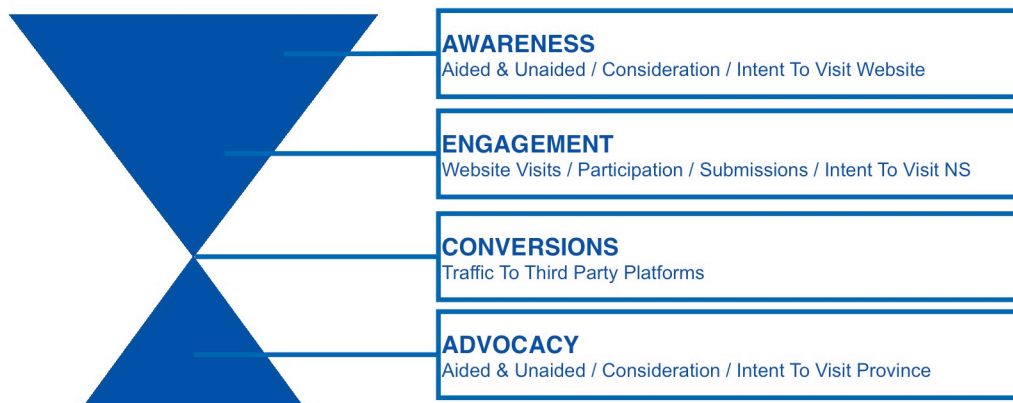 AWARENESS
Aided & Unaided / Consideration / Intent To Visit Website
ENGAGEMENT
Website Visits / Participation / Submissions / Intent To Visit NS
CONVERSIONS
Traffic To Third Party Platforms
ADVOCACY
Aided & Unaided / Consideration / Intent To Visit Province